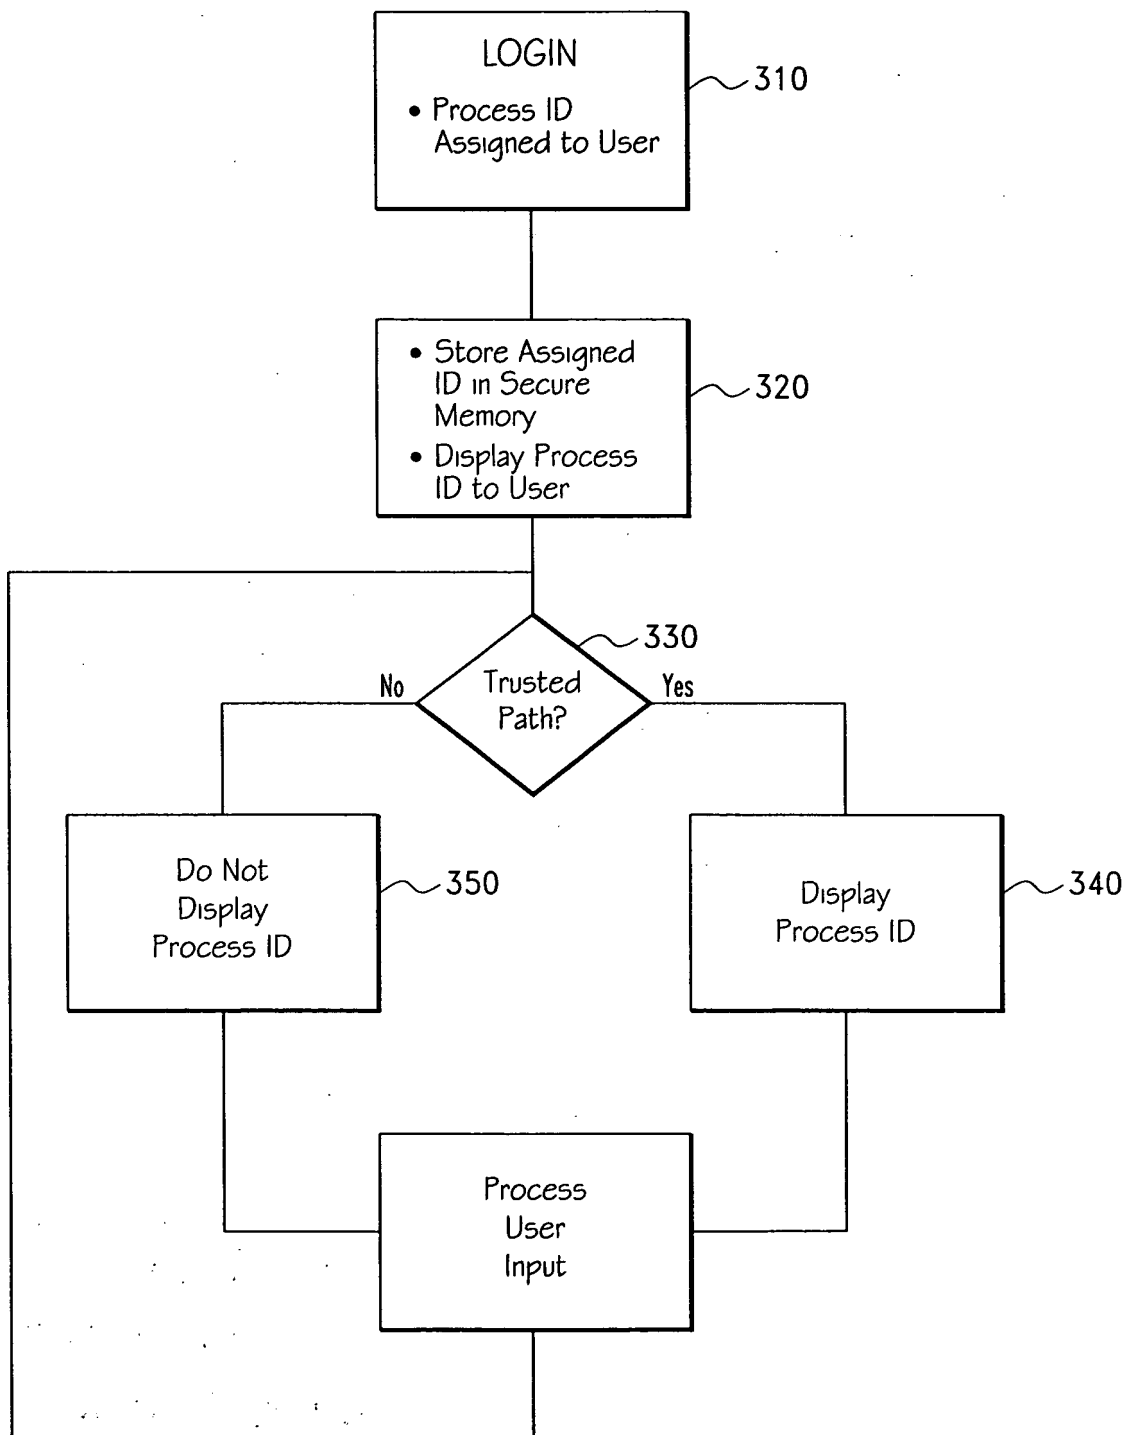 LOGIN
• Process ID
Assigned to User
310
• Store Assigned
ID in Secure
Memory
• Display Process
ID to User
320
330
Trusted
Path?
No
Yes
Do Not
Display
Process ID
350
Display
Process ID
340
Process
User
Input